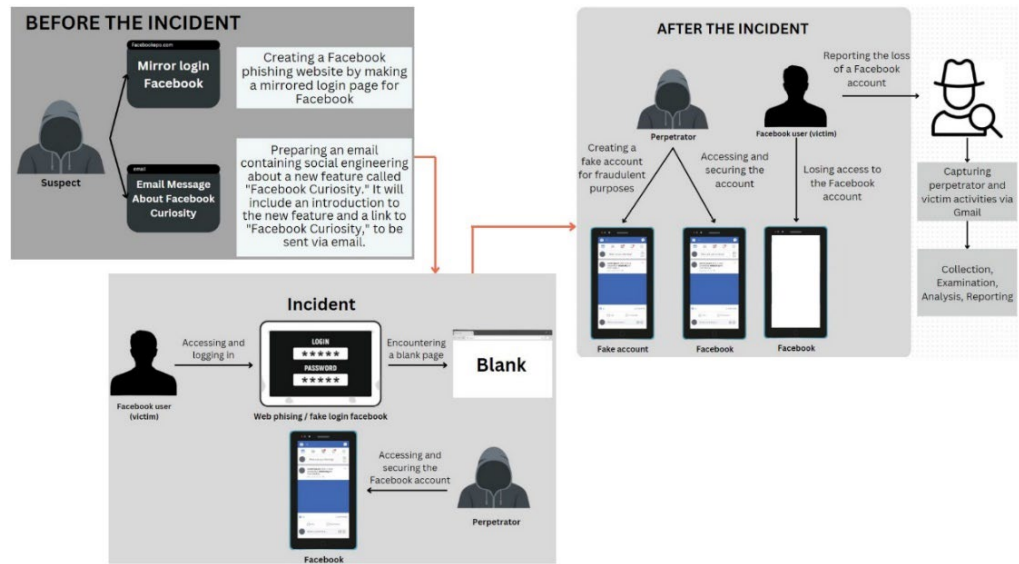 BEFORE THE INCIDENT
Mirror login
Facebook
Creating a Facebook
phishing website by making
a mirrored login page for
Facebook
Suspect
email
Email Message
About Facebook
Curiosity
Preparing an email
containing social engineering
about a new feature called
"Facebook Curiosity." It will
include an introduction to
the new feature and a link to
"Facebook Curiosity," to be
sent via email.
Incident
Accessing and
logging in
Facebook user
(victim)
LOGIN
★★★★★
PASSWORD
★★★★★
Web phising / fake login facebook
Encountering
a blank page
Blank
Accessing and
securing the
Facebook account
Perpetrator
Facebook
AFTER THE INCIDENT
Perpetrator
Facebook user (victim)
Reporting the loss
of a Facebook
account
Creating a
fake account
for fraudulent
purposes
Accessing and
securing the
account
Losing access to
the Facebook
account
Fake account
Facebook
Facebook
Capturing
perpetrator and
victim activities via
Gmail
Collection,
Examination,
Analysis, Reporting